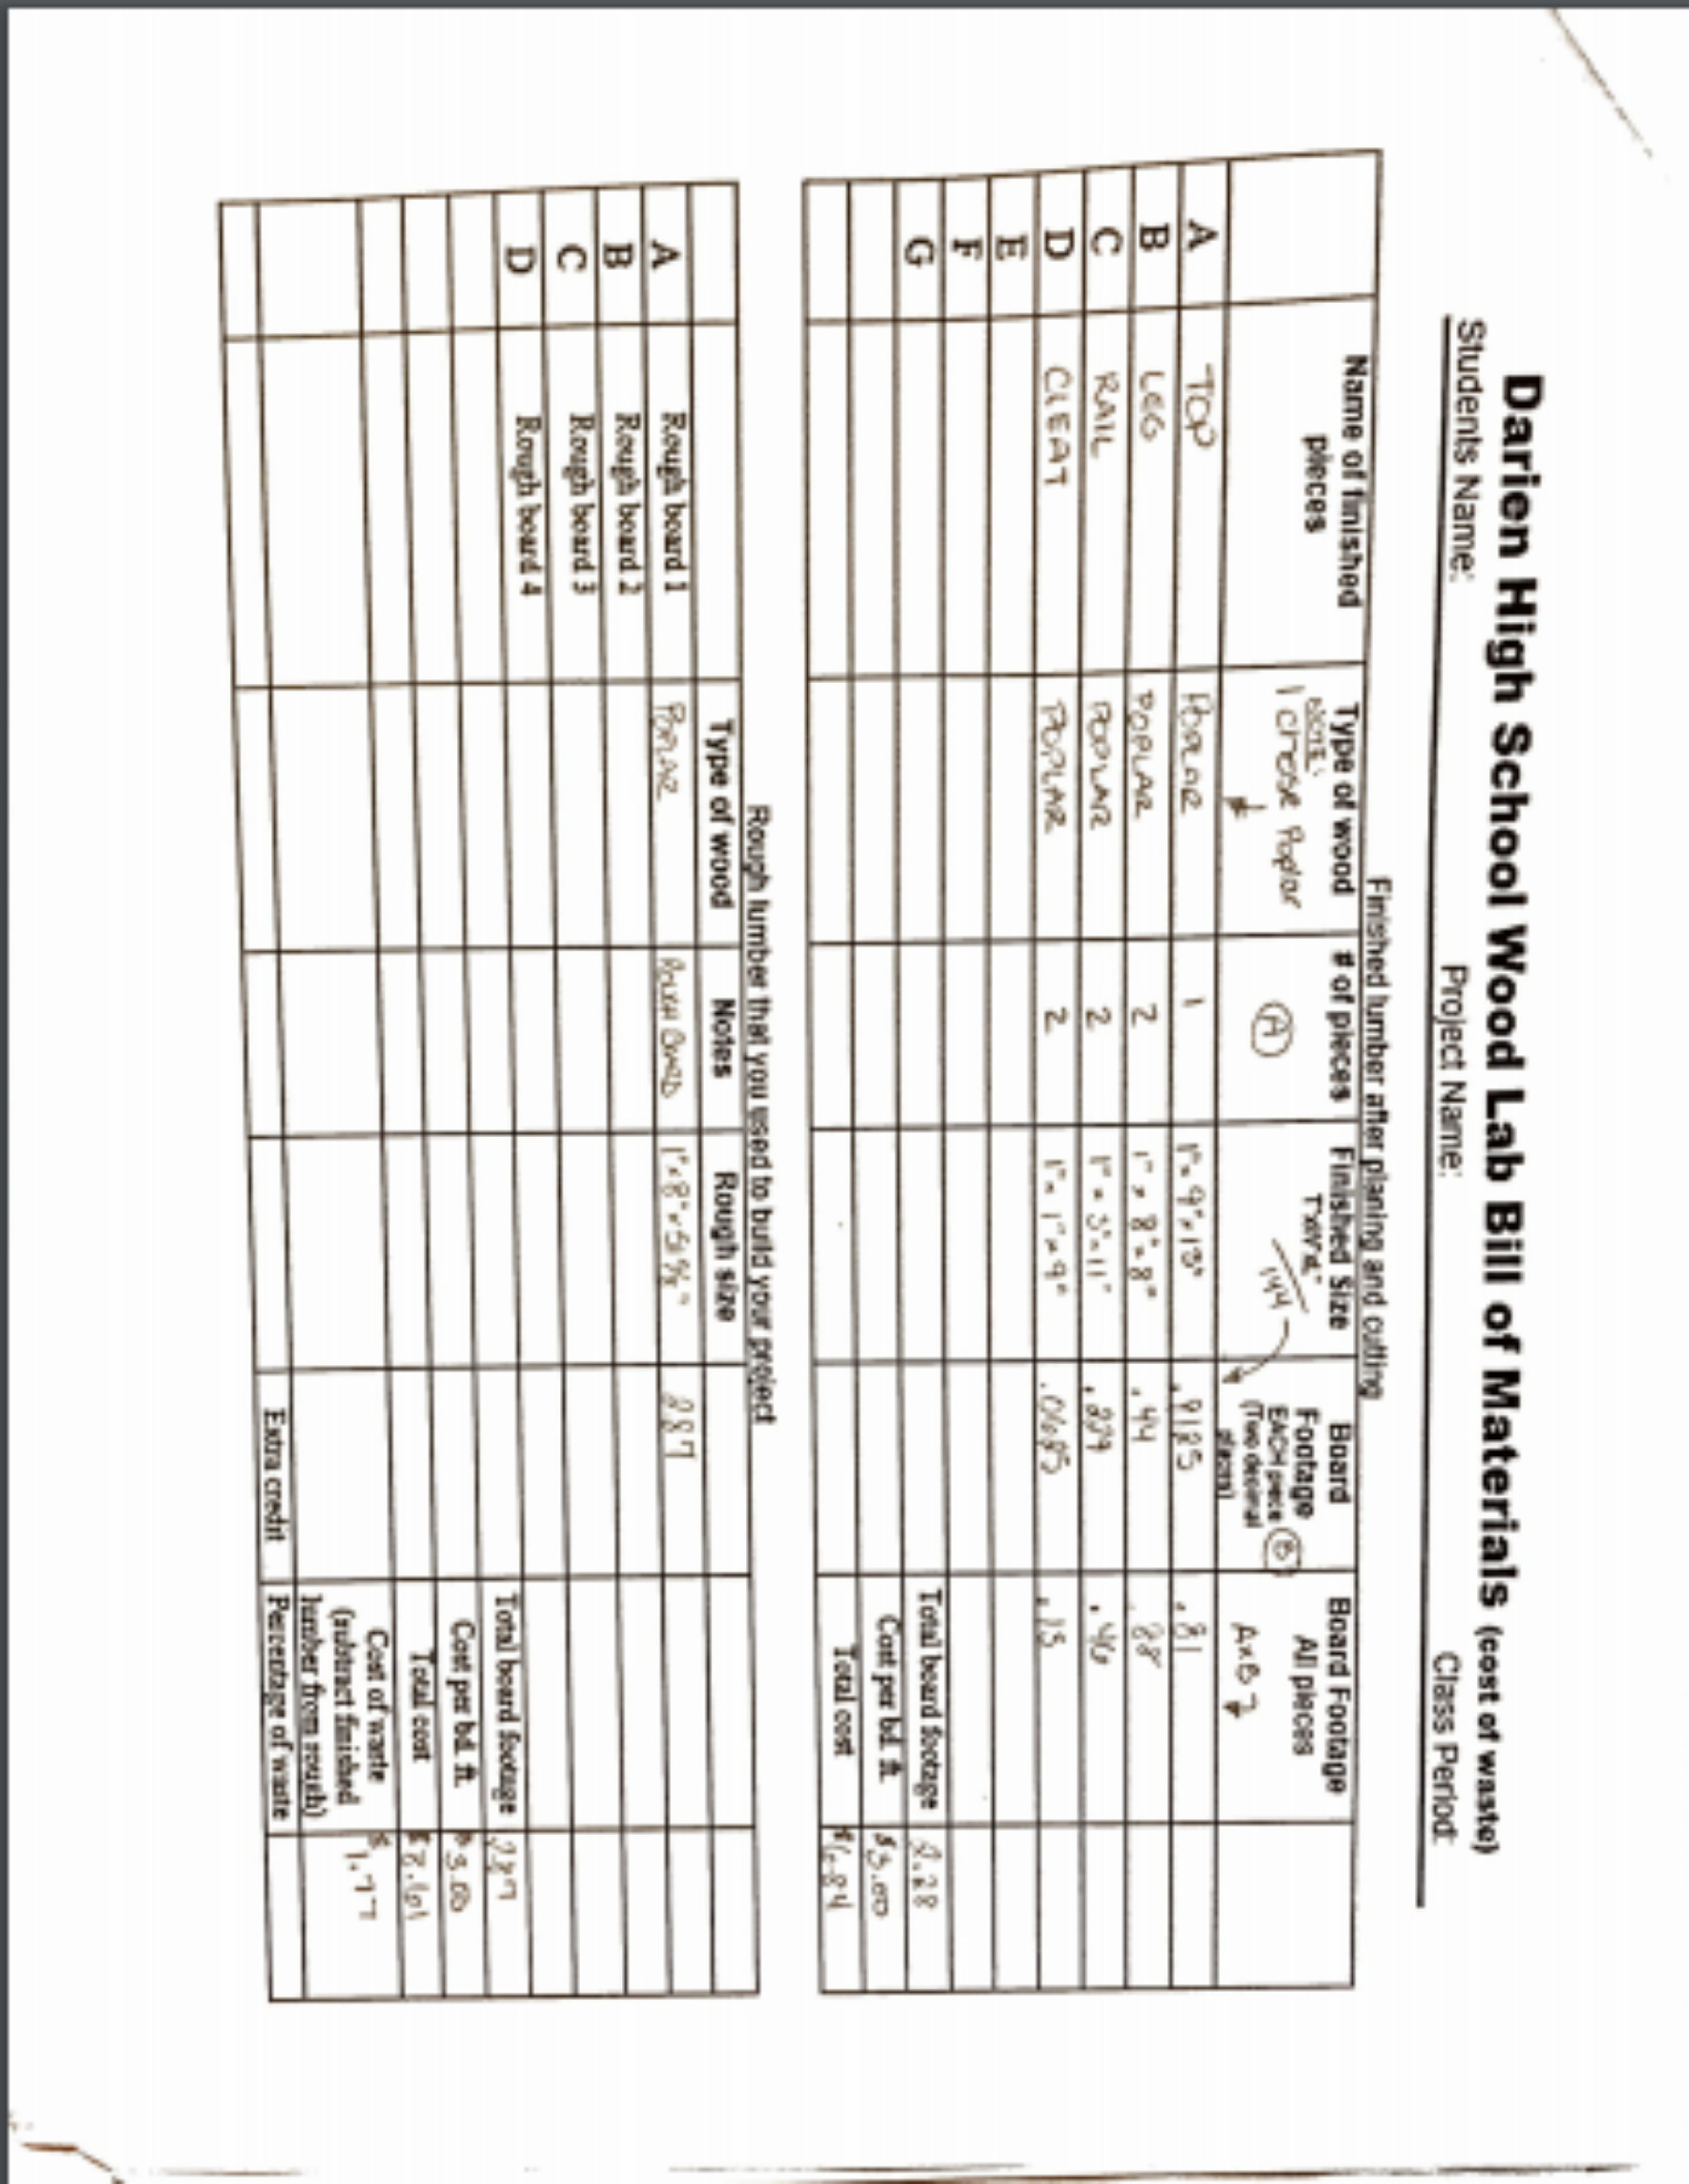 Darien High School Wood Lab Bill of Materials (cost of waste)
Students Name: Project Name: Class Period:
Finished lumber after planing and cutting
Name of finished pieces Type of wood # of pieces Finished Size Board Footage EACH piece (Two decimal places) Board Footage All pieces
NOTE: 1 choose Poplar A TxWxL" 144 B AxB
A TOP POPLAR 1 1" x 9" x 13" .8125 .81
B LEG POPLAR 2 1" x 8" x 8" .44 .88
C RAIL POPLAR 2 1" x 3" x 11" .229 .46
D CLEAT POPLAR 2 1" x 1" x 9" .0625 .13
E
F
G Total board footage 2.28
Cost per bd. ft. $3.00
Total cost $6.84
Rough lumber that you used to build your project
Type of wood Notes Rough size
A Rough board 1 POPLAR ROUGH BOARD 1" x 8" 2.87
B Rough board 2
C Rough board 3
D Rough board 4 Total board footage 2.87
Cost per bd. ft. $3.00
Total cost $8.61
Cost of waste (subtract finished lumber from rough) $1.77
Extra credit Percentage of waste